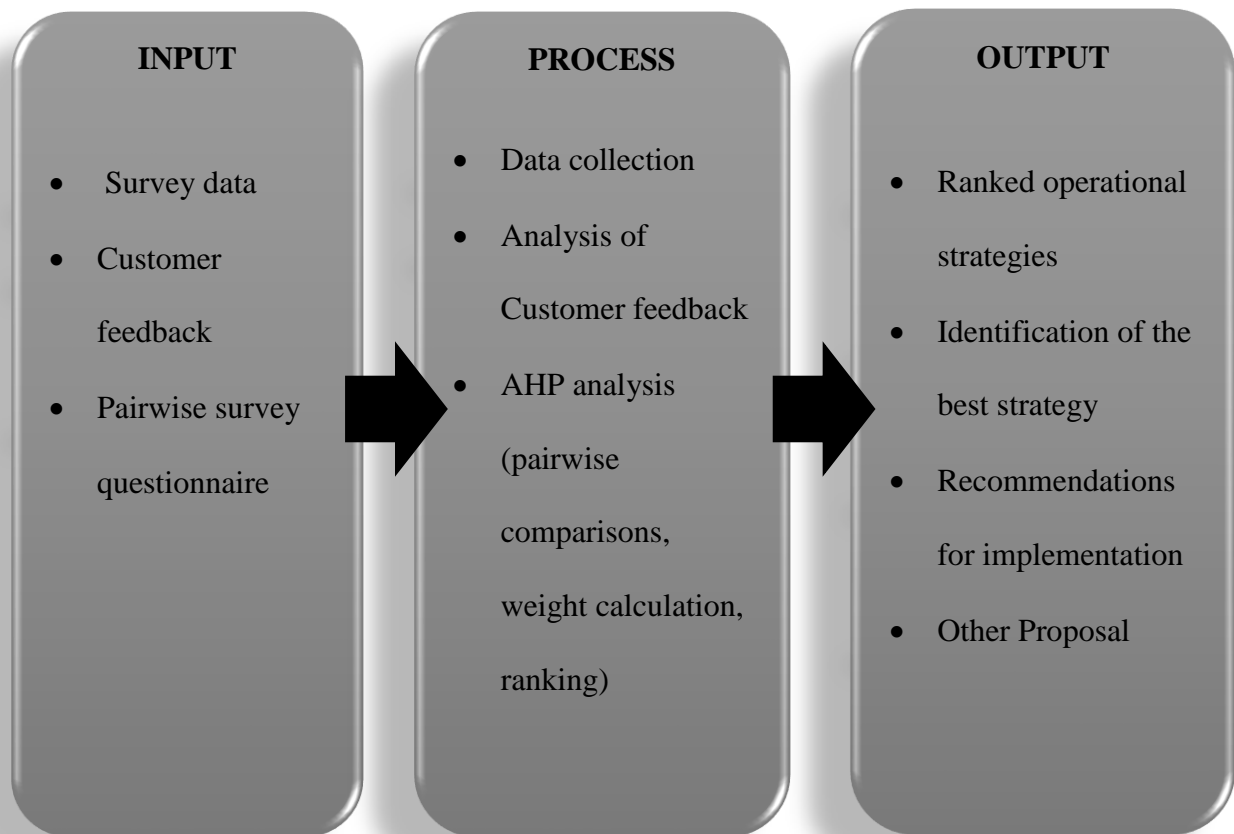 INPUT
• Survey data
• Customer
feedback
• Pairwise survey
questionnaire
PROCESS
• Data collection
• Analysis of
Customer feedback
• AHP analysis
(pairwise
comparisons,
weight calculation,
ranking)
OUTPUT
• Ranked operational
strategies
• Identification of the
best strategy
• Recommendations
for implementation
• Other Proposal